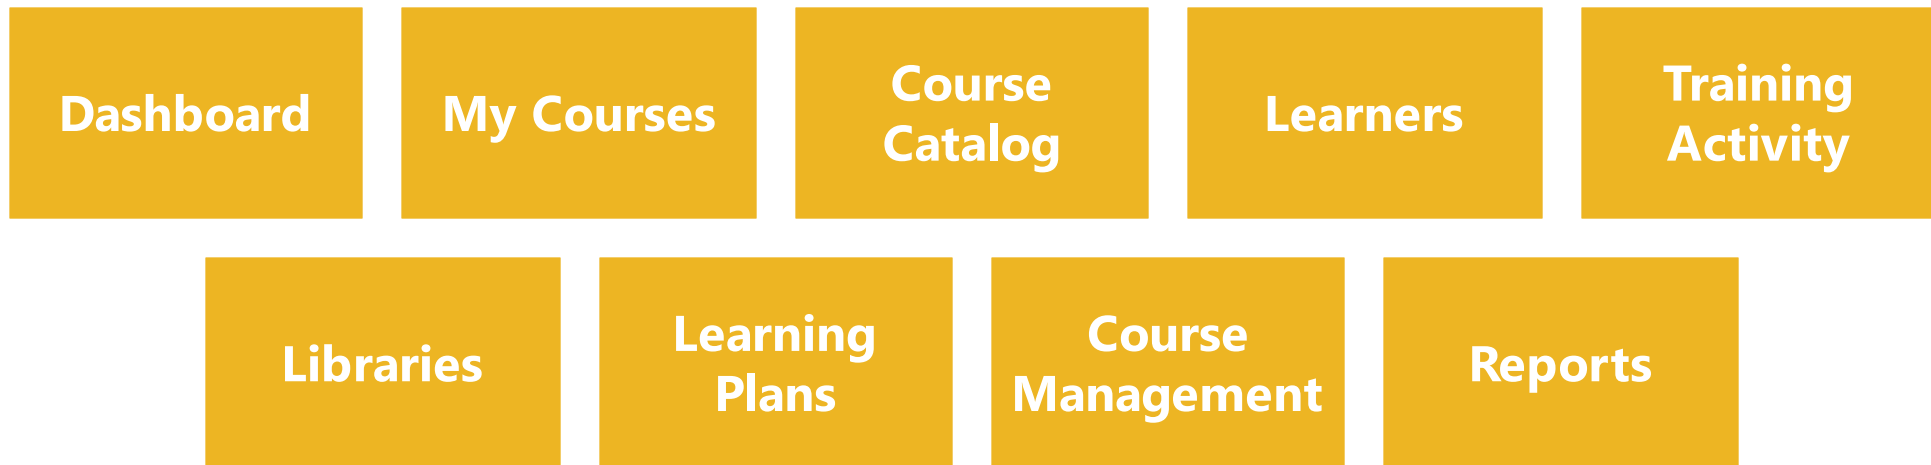 Dashboard
My Courses
Course
Catalog
Learners
Training
Activity
Libraries
Learning
Plans
Course
Management
Reports